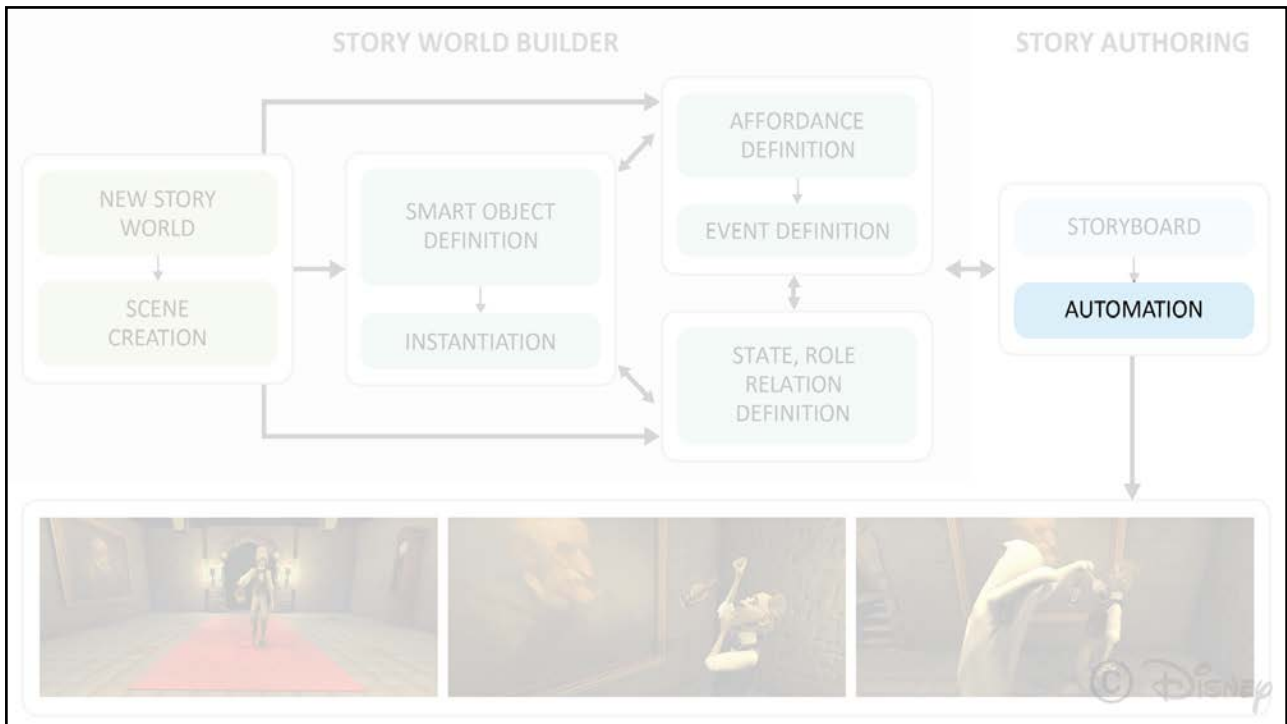 STORY WORLD BUILDER
STORY AUTHORING
NEW STORY
WORLD
SCENE
CREATION
SMART OBJECT
DEFINITION
INSTANTIATION
AFFORDANCE
DEFINITION
EVENT DEFINITION
STATE, ROLE
RELATION
DEFINITION
STORYBOARD
AUTOMATION
© Disney